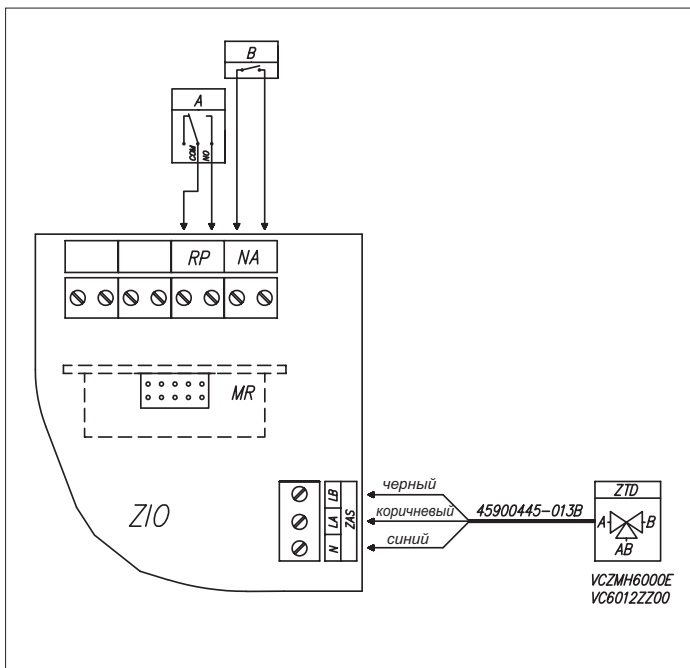 B
A
COM
NO
RP NA
MR
ZIO
LB
LA
N
ZAS
черный
коричневый
синий
45900445-013B
ZTD
A B
AB
VCZMH6000E
VC6012ZZ00